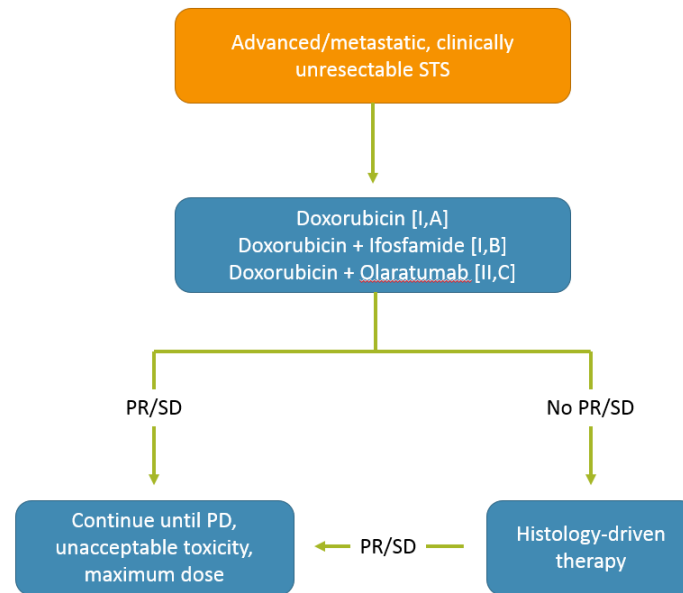 Advanced/metastatic, clinically
unresectable STS
Doxorubicin [I,A]
Doxorubicin + Ifosfamide [I,B]
Doxorubicin + Olaratumab [II,C]
PR/SD
No PR/SD
Continue until PD,
unacceptable toxicity,
maximum dose
PR/SD
Histology-driven
therapy